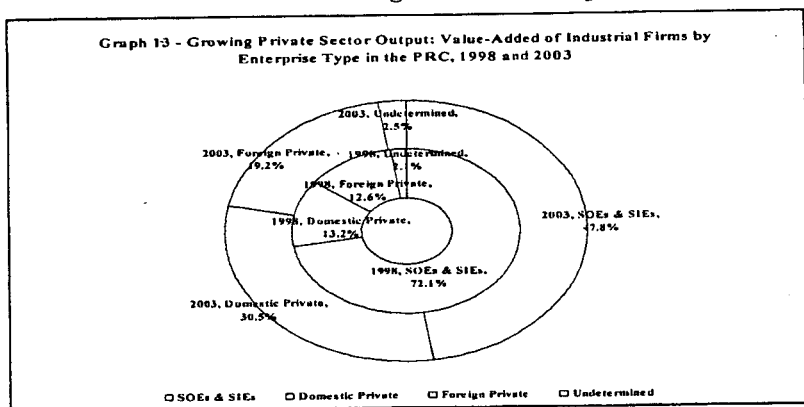 Graph 13 - Growing Private Sector Output: Value-Added of Industrial Firms by
Enterprise Type in the PRC, 1998 and 2003
2003, Undetermined,
2.5%
2003, Foreign Private,
19.2%
1998, Undetermined,
1998, Foreign Private,
12.6%
1998, Domestic Private,
13.2%
2003, SOEs & SIEs,
7.8%
1998, SOEs & SIEs,
72.1%
2003, Domestic Private,
30.5%
SOEs & SIEs
Domestic Private
Foreign Private
Undetermined